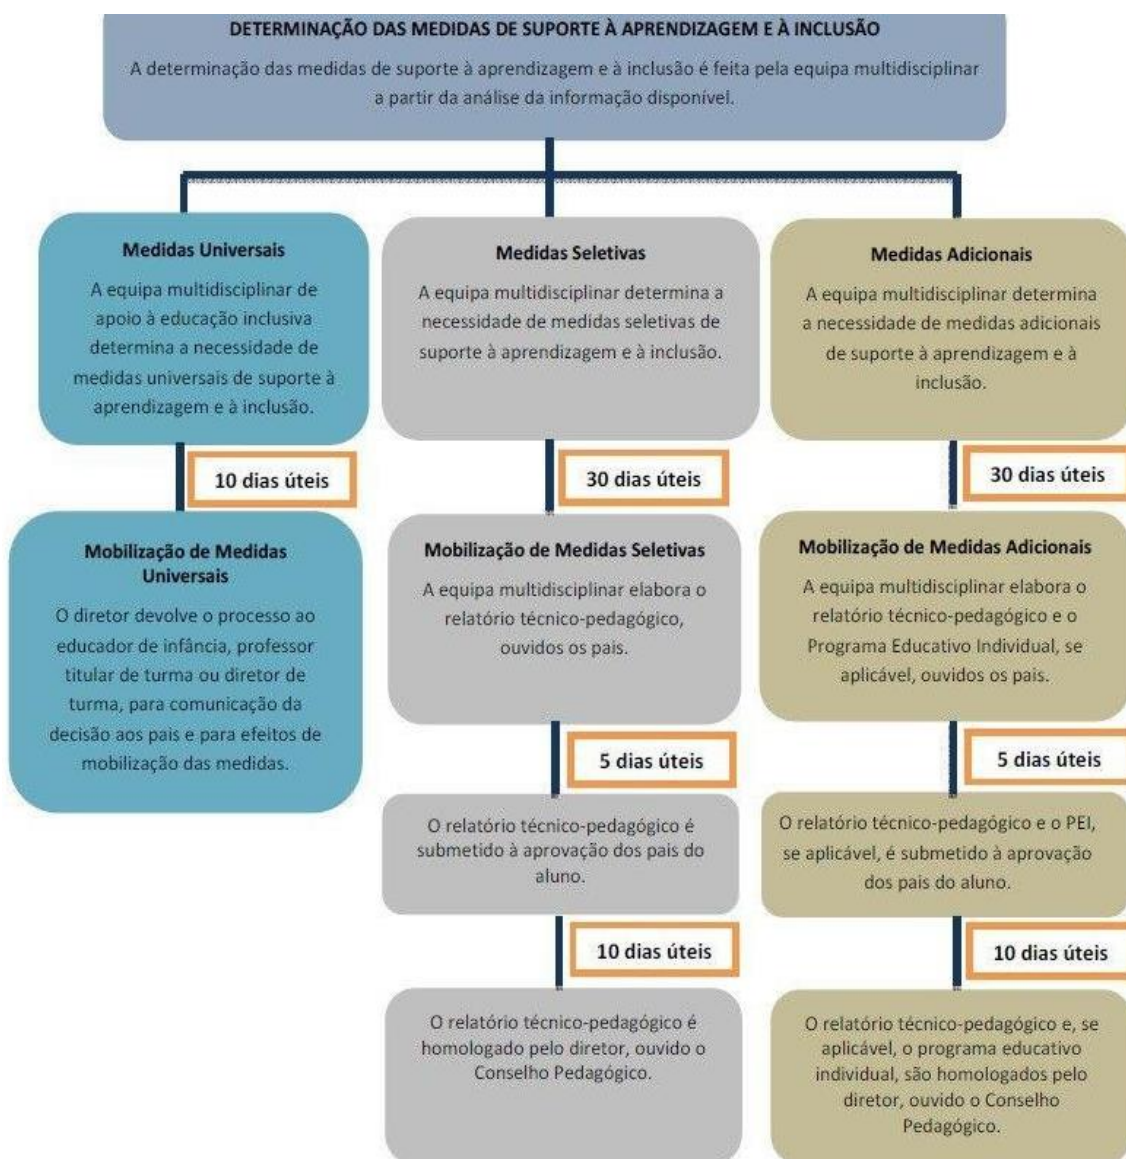 DETERMINAÇÃO DAS MEDIDAS DE SUPORTE À APRENDIZAGEM E À INCLUSÃO
A determinação das medidas de suporte à aprendizagem e à inclusão é feita pela equipa multidisciplinar
a partir da análise da informação disponível.
Medidas Universais
A equipa multidisciplinar de
apoio à educação inclusiva
determina a necessidade de
medidas universais de suporte à
aprendizagem e à inclusão.
10 dias úteis
Mobilização de Medidas
Universais
O diretor devolve o processo ao
educador de infância, professor
titular de turma ou diretor de
turma, para comunicação da
decisão aos pais e para efeitos de
mobilização das medidas.
Medidas Seletivas
A equipa multidisciplinar determina a
necessidade de medidas seletivas de
suporte à aprendizagem e à inclusão.
30 dias úteis
Mobilização de Medidas Seletivas
A equipa multidisciplinar elabora o
relatório técnico-pedagógico,
ouvidos os pais.
5 dias úteis
O relatório técnico-pedagógico é
submetido à aprovação dos pais do
aluno.
10 dias úteis
O relatório técnico-pedagógico é
homologado pelo diretor, ouvido o
Conselho Pedagógico.
Medidas Adicionais
A equipa multidisciplinar determina
a necessidade de medidas adicionais
de suporte à aprendizagem e à
inclusão.
30 dias úteis
Mobilização de Medidas Adicionais
A equipa multidisciplinar elabora o
relatório técnico-pedagógico e o
Programa Educativo Individual, se
aplicável, ouvidos os pais.
5 dias úteis
O relatório técnico-pedagógico e o PEI,
se aplicável, é submetido à aprovação
dos pais do aluno.
10 dias úteis
O relatório técnico-pedagógico e, se
aplicável, o programa educativo
individual, são homologados pelo
diretor, ouvido o Conselho
Pedagógico.